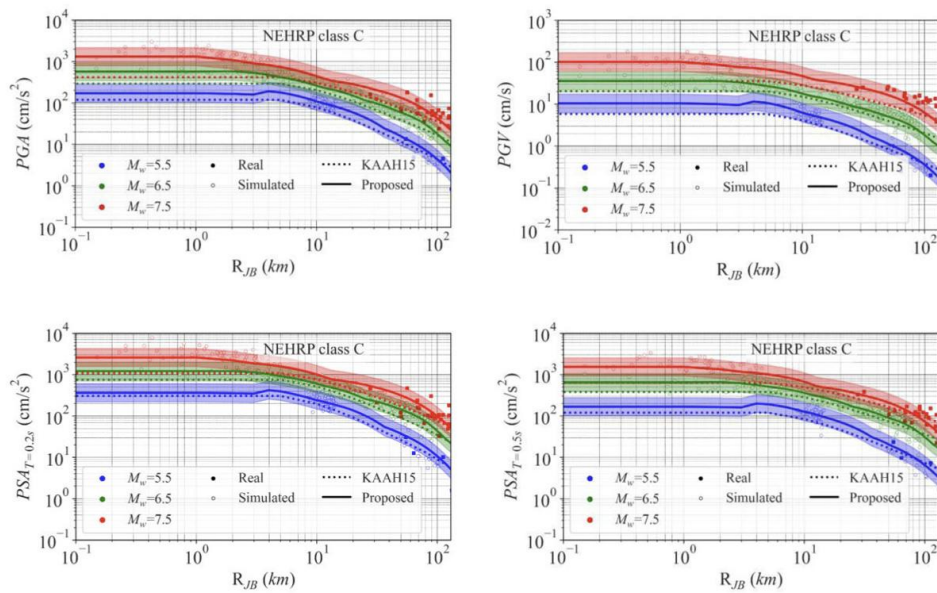 10^4
10^3
10^2
10^1
10^0
10^-1
PGA (cm/s^2)
NEHRP class C
M_w=5.5
M_w=6.5
M_w=7.5
Real
Simulated
KAAH15
Proposed
10^-1
10^0
10^1
10^2
R_JB (km)
10^3
10^2
10^1
10^0
10^-1
10^-2
PGV (cm/s)
NEHRP class C
M_w=5.5
M_w=6.5
M_w=7.5
Real
Simulated
KAAH15
Proposed
10^-1
10^0
10^1
10^2
R_JB (km)
10^4
10^3
10^2
10^1
10^0
10^-1
PSA_T=0.2s (cm/s^2)
NEHRP class C
M_w=5.5
M_w=6.5
M_w=7.5
Real
Simulated
KAAH15
Proposed
10^-1
10^0
10^1
10^2
R_JB (km)
10^4
10^3
10^2
10^1
10^0
10^-1
PSA_T=0.5s (cm/s^2)
NEHRP class C
M_w=5.5
M_w=6.5
M_w=7.5
Real
Simulated
KAAH15
Proposed
10^-1
10^0
10^1
10^2
R_JB (km)